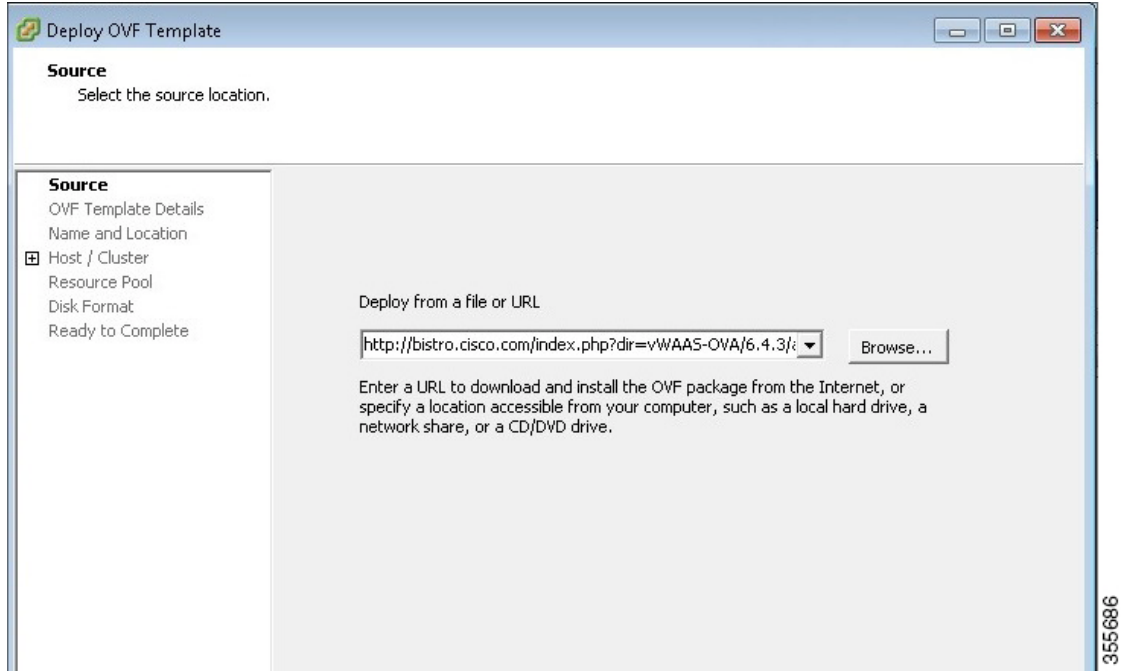 Deploy OVF Template
Source
Select the source location.
Source
OVF Template Details
Name and Location
Host / Cluster
Resource Pool
Disk Format
Ready to Complete
Deploy from a file or URL
http://bistro.cisco.com/index.php?dir=vWAAS-OVA/6.4.3/
Browse...
Enter a URL to download and install the OVF package from the Internet, or
specify a location accessible from your computer, such as a local hard drive, a
network share, or a CD/DVD drive.
355686